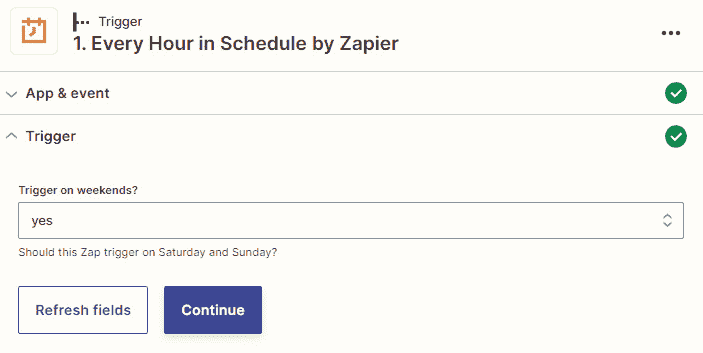 Trigger
1. Every Hour in Schedule by Zapier
App & event
Trigger
Trigger on weekends?
yes
Should this Zap trigger on Saturday and Sunday?
Refresh fields
Continue